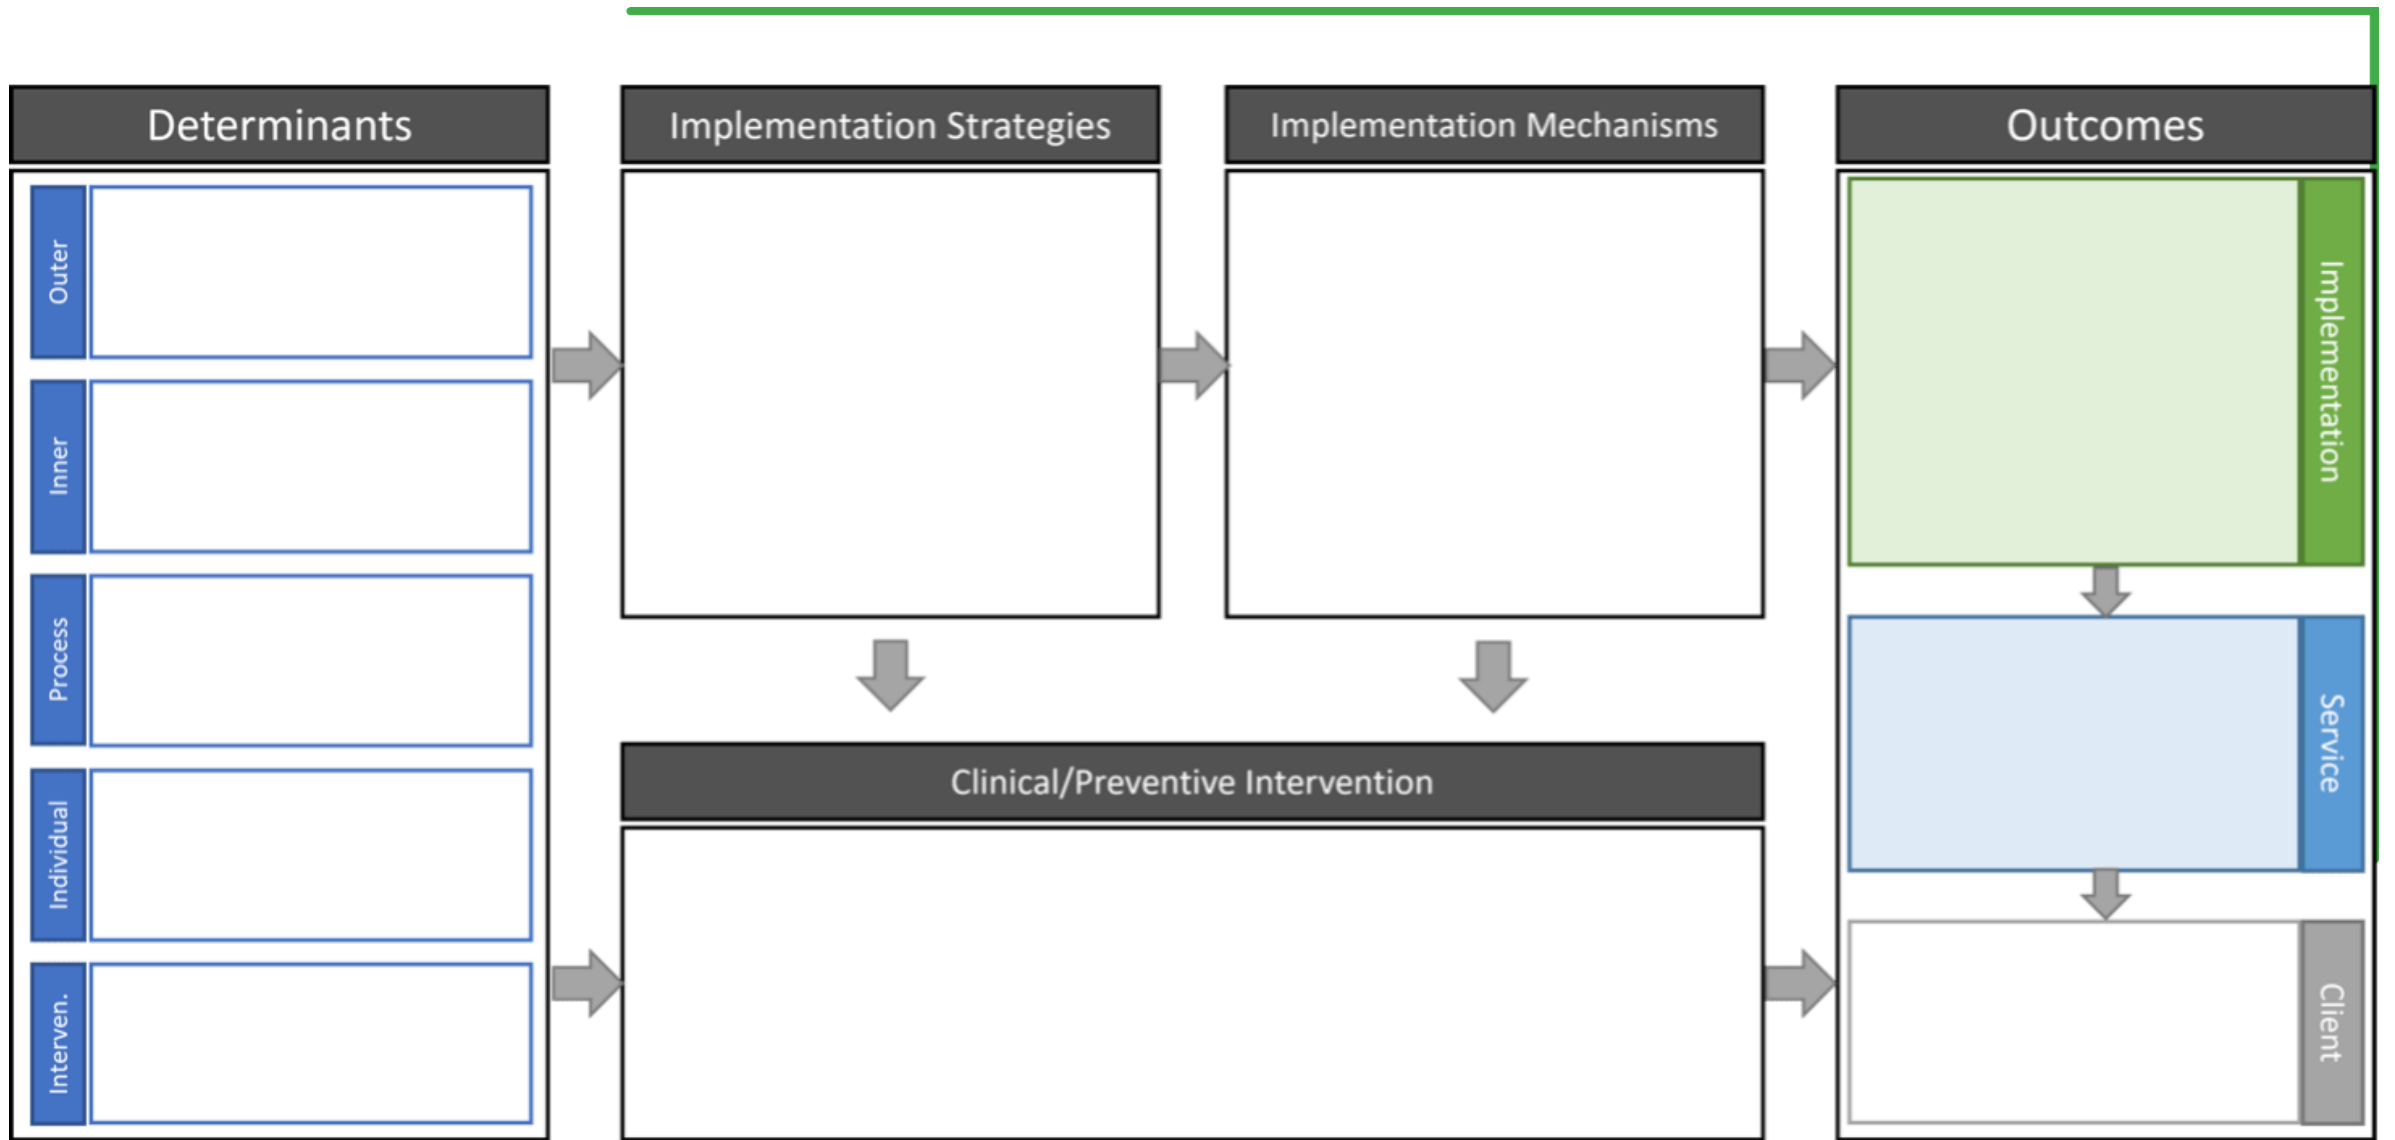 Determinants
Outer
Inner
Process
Individual
Interven.
Implementation Strategies
Implementation Mechanisms
Clinical/Preventive Intervention
Outcomes
Implementation
Service
Client